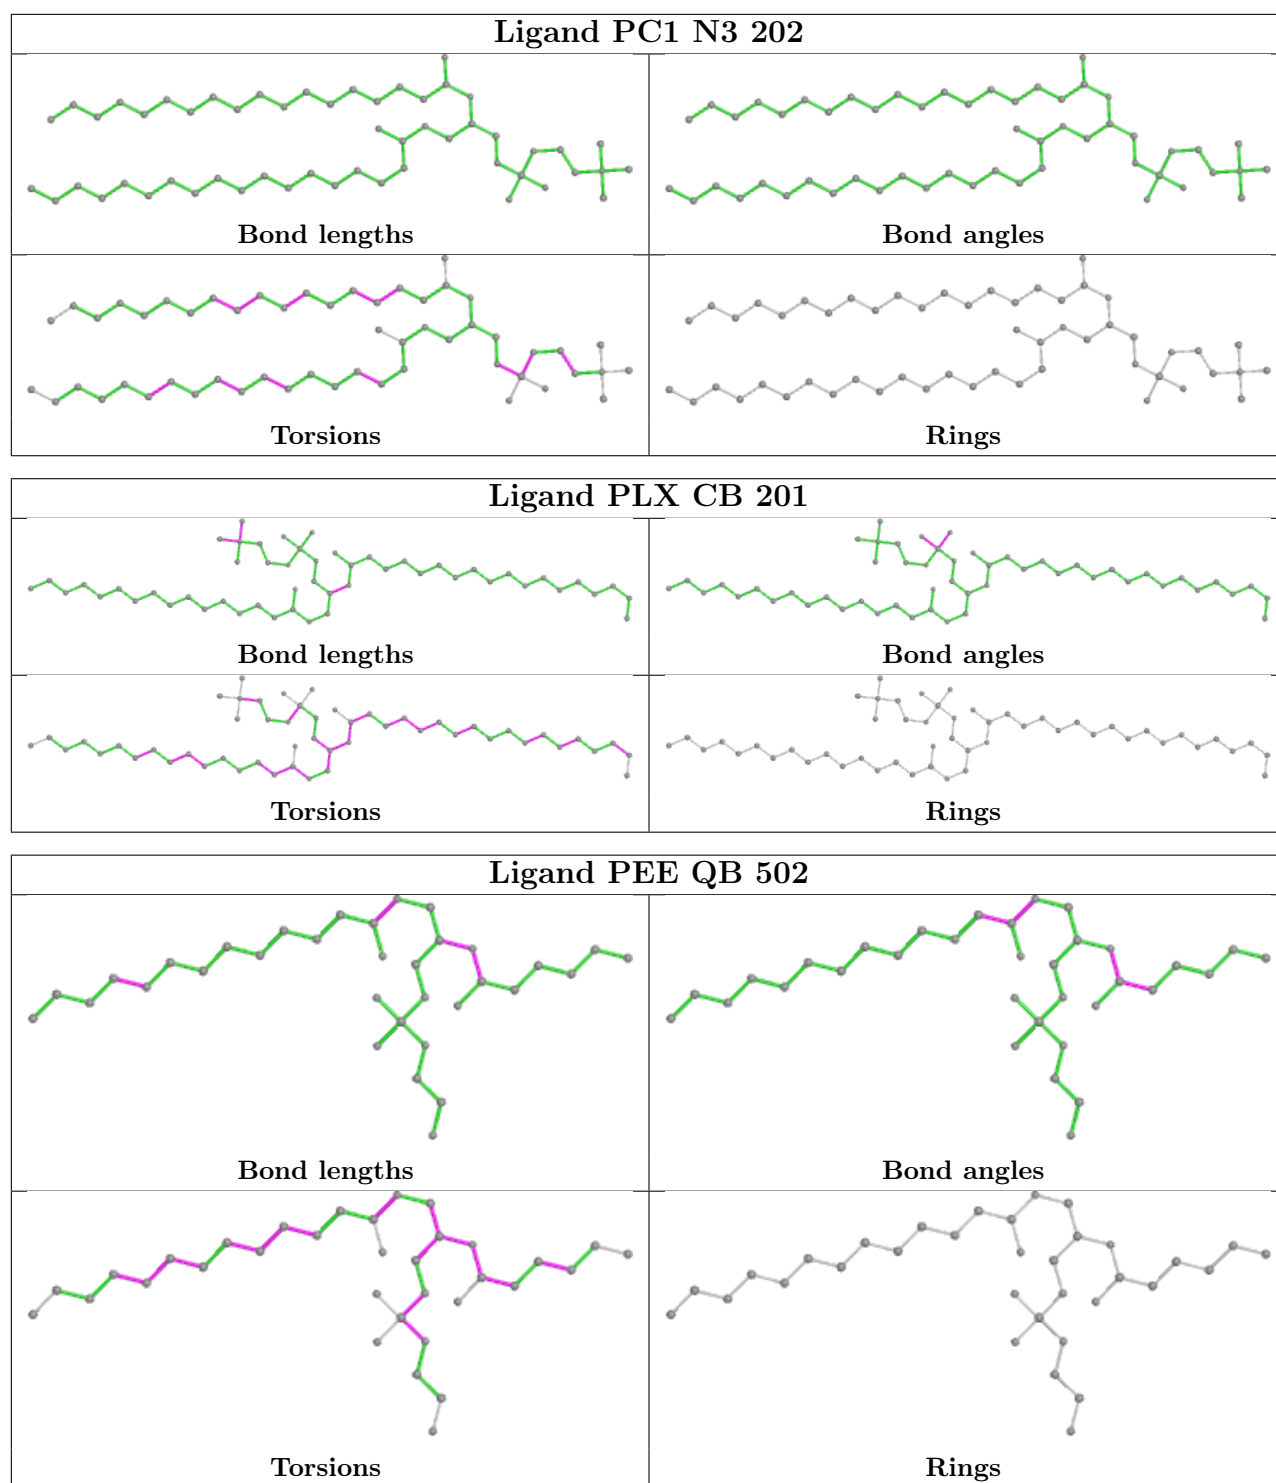 Ligand PC1 N3 202
Bond lengths
Bond angles
Torsions
Rings
Ligand PLX CB 201
Bond lengths
Bond angles
Torsions
Rings
Ligand PEE QB 502
Bond lengths
Bond angles
Torsions
Rings